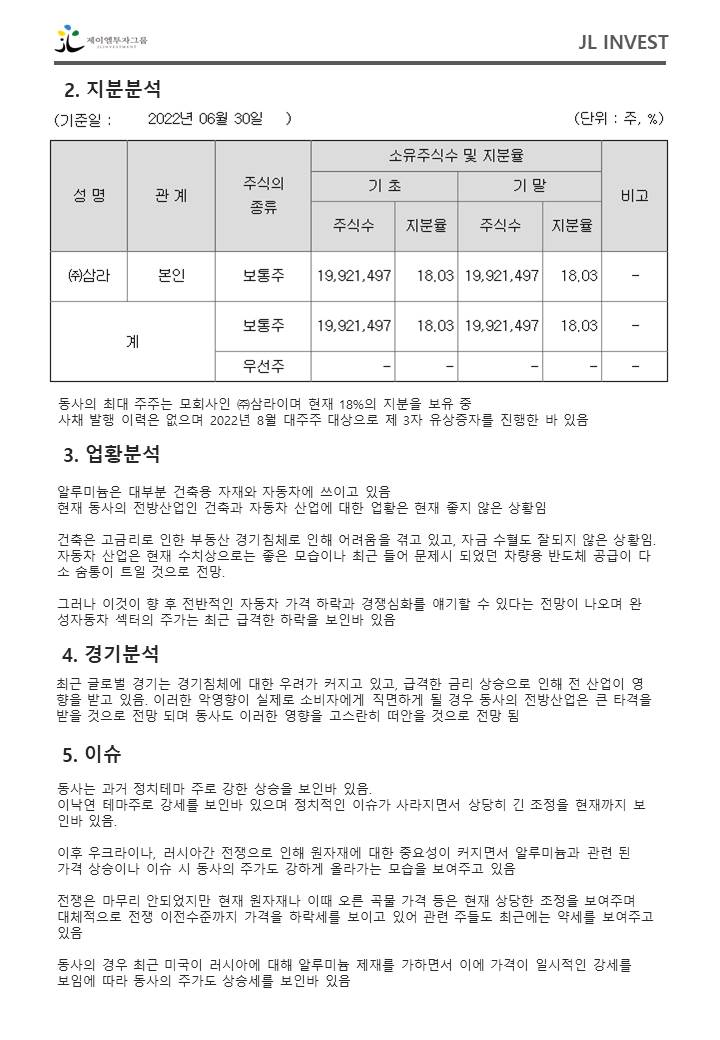 제이엘투자그룹
JLINVESTMENT
JL INVEST
2. 지분분석
(기준일 : 2022년 06월 30일 )
(단위 : 주, %)
성 명
관 계
주식의
종류
소유주식수 및 지분율
비고
기 초
기 말
주식수
지분율
주식수
지분율
㈜삼라 본인 보통주 19,921,497 18.03 19,921,497 18.03 -
계
보통주 19,921,497 18.03 19,921,497 18.03 -
우선주 - - - - -
동사의 최대 주주는 모회사인 ㈜삼라이며 현재 18%의 지분을 보유 중
사채 발행 이력은 없으며 2022년 8월 대주주 대상으로 제 3자 유상증자를 진행한 바 있음
3. 업황분석
알루미늄은 대부분 건축용 자재와 자동차에 쓰이고 있음
현재 동사의 전방산업인 건축과 자동차 산업에 대한 업황은 현재 좋지 않은 상황임
건축은 고금리로 인한 부동산 경기침체로 인해 어려움을 겪고 있고, 자금 수혈도 잘되지 않은 상황임.
자동차 산업은 현재 수치상으로는 좋은 모습이나 최근 들어 문제시 되었던 차량용 반도체 공급이 다
소 숨통이 트일 것으로 전망.
그러나 이것이 향 후 전반적인 자동차 가격 하락과 경쟁심화를 얘기할 수 있다는 전망이 나오며 완
성자동차 섹터의 주가는 최근 급격한 하락을 보인바 있음
4. 경기분석
최근 글로벌 경기는 경기침체에 대한 우려가 커지고 있고, 급격한 금리 상승으로 인해 전 산업이 영
향을 받고 있음. 이러한 악영향이 실제로 소비자에게 직면하게 될 경우 동사의 전방산업은 큰 타격을
받을 것으로 전망 되며 동사도 이러한 영향을 고스란히 떠안을 것으로 전망 됨
5. 이슈
동사는 과거 정치테마 주로 강한 상승을 보인바 있음.
이낙연 테마주로 강세를 보인바 있으며 정치적인 이슈가 사라지면서 상당히 긴 조정을 현재까지 보
인바 있음.
이후 우크라이나, 러시아간 전쟁으로 인해 원자재에 대한 중요성이 커지면서 알루미늄과 관련 된
가격 상승이나 이슈 시 동사의 주가도 강하게 올라가는 모습을 보여주고 있음
전쟁은 마무리 안되었지만 현재 원자재나 이때 오른 곡물 가격 등은 현재 상당한 조정을 보여주며
대체적으로 전쟁 이전수준까지 가격을 하락세를 보이고 있어 관련 주들도 최근에는 약세를 보여주고
있음
동사의 경우 최근 미국이 러시아에 대해 알루미늄 제재를 가하면서 이에 가격이 일시적인 강세를
보임에 따라 동사의 주가도 상승세를 보인바 있음